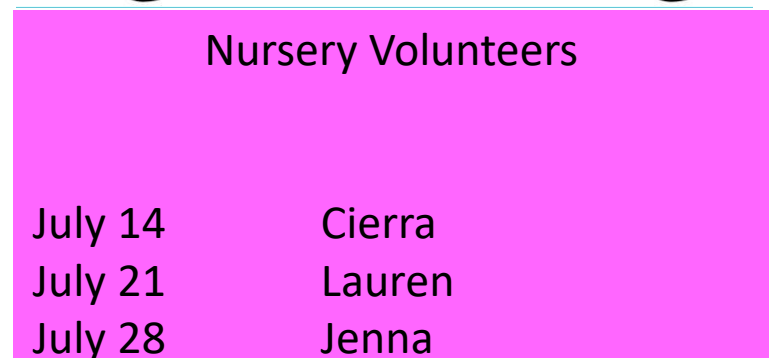 Nursery Volunteers
July 14 Cierra
July 21 Lauren
July 28 Jenna